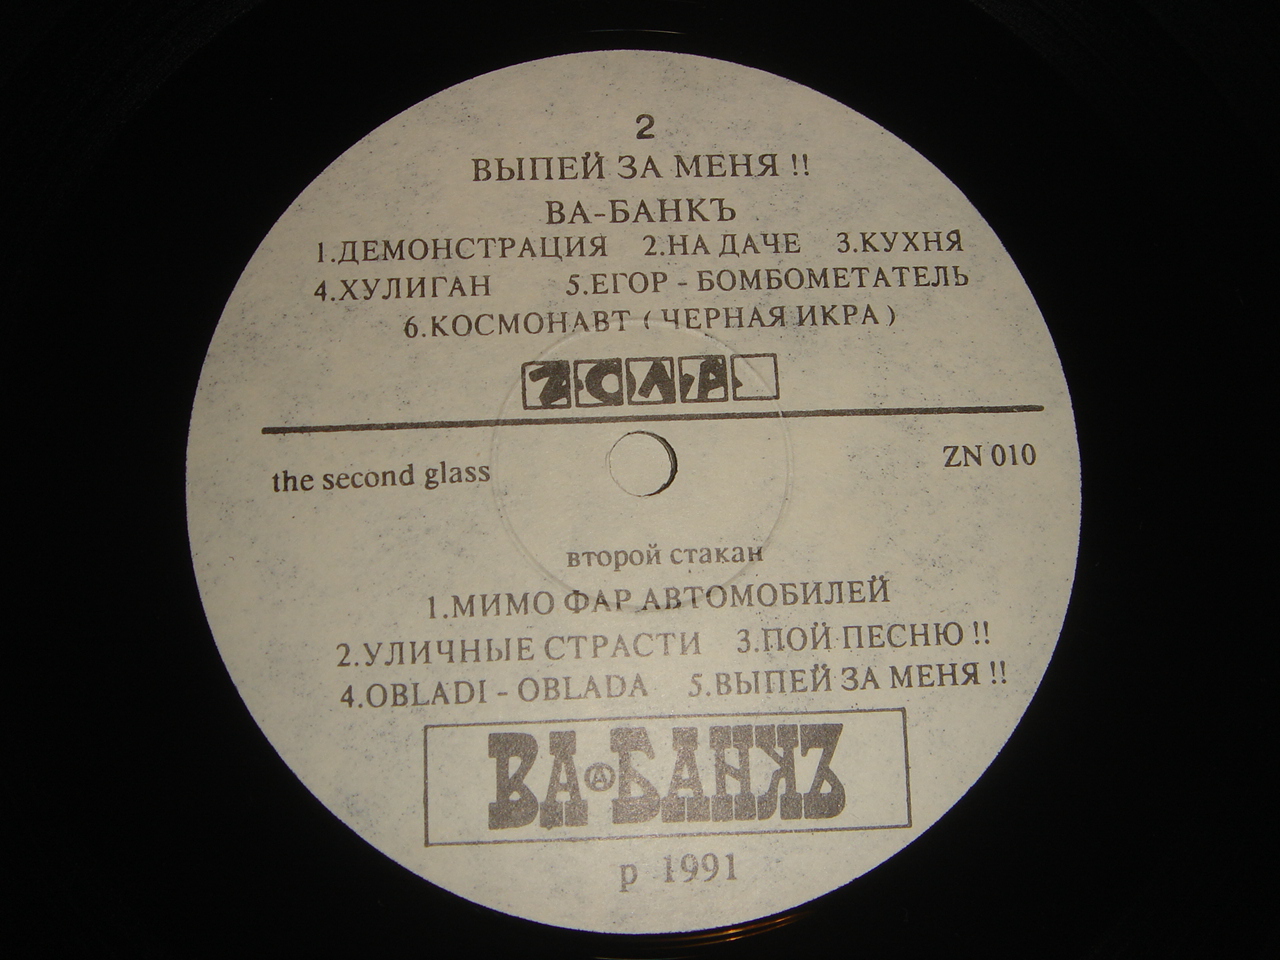 2
ВЫПЕЙ ЗА МЕНЯ !!
ВА-БАНКЪ
1.ДЕМОНСТРАЦИЯ 2.НА ДАЧЕ 3.КУХНЯ
4.ХУЛИГАН 5.ЕГОР - БОМБОМЕТАТЕЛЬ
6.КОСМОНАВТ ( ЧЕРНАЯ ИКРА )
the second glass ZN 010
второй стакан
1.МИМО ФАР АВТОМОБИЛЕЙ
2.УЛИЧНЫЕ СТРАСТИ 3.ПОЙ ПЕСНЮ !!
4.OBLADI - OBLADA 5.ВЫПЕЙ ЗА МЕНЯ !!
ВА БАНКЪ
p 1991